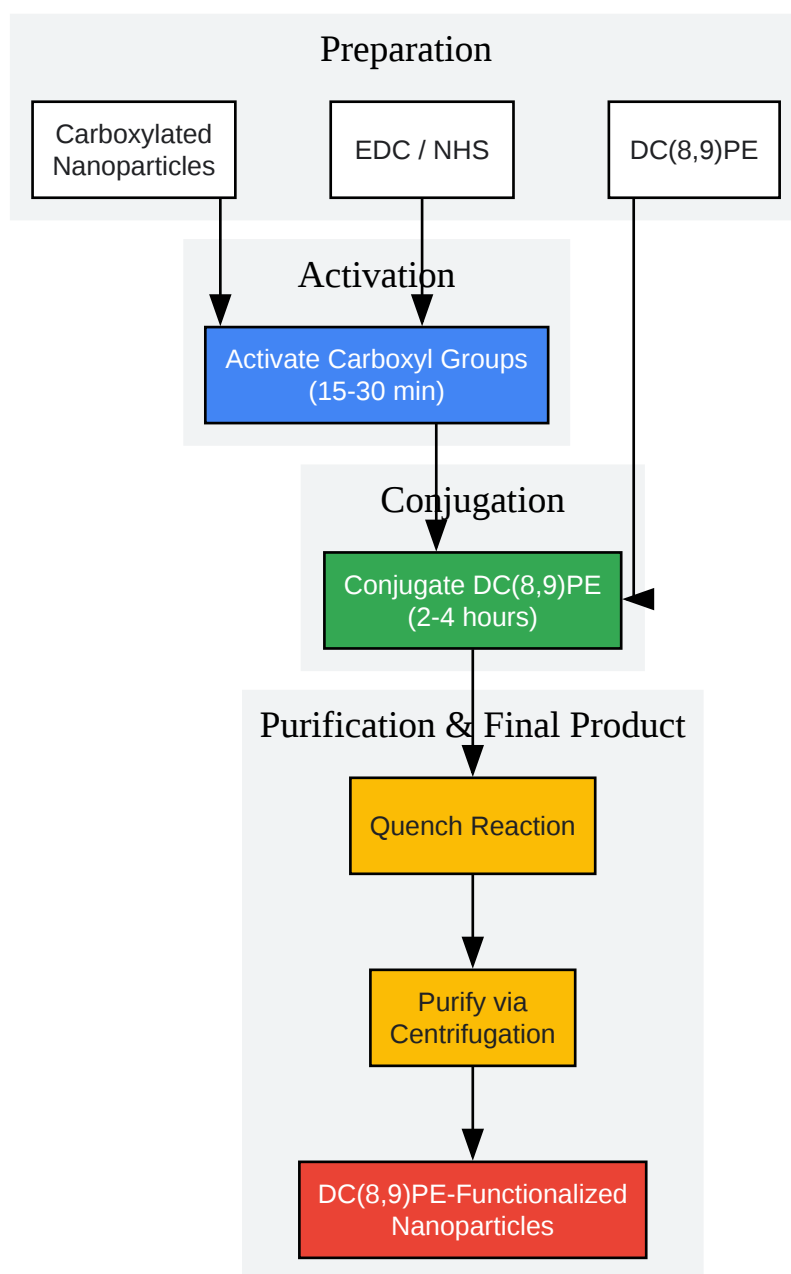 Preparation
Carboxylated
Nanoparticles
EDC / NHS
DC(8,9)PE
Activation
Activate Carboxyl Groups
(15-30 min)
Conjugation
Conjugate DC(8,9)PE
(2-4 hours)
Purification & Final Product
Quench Reaction
Purify via
Centrifugation
DC(8,9)PE-Functionalized
Nanoparticles